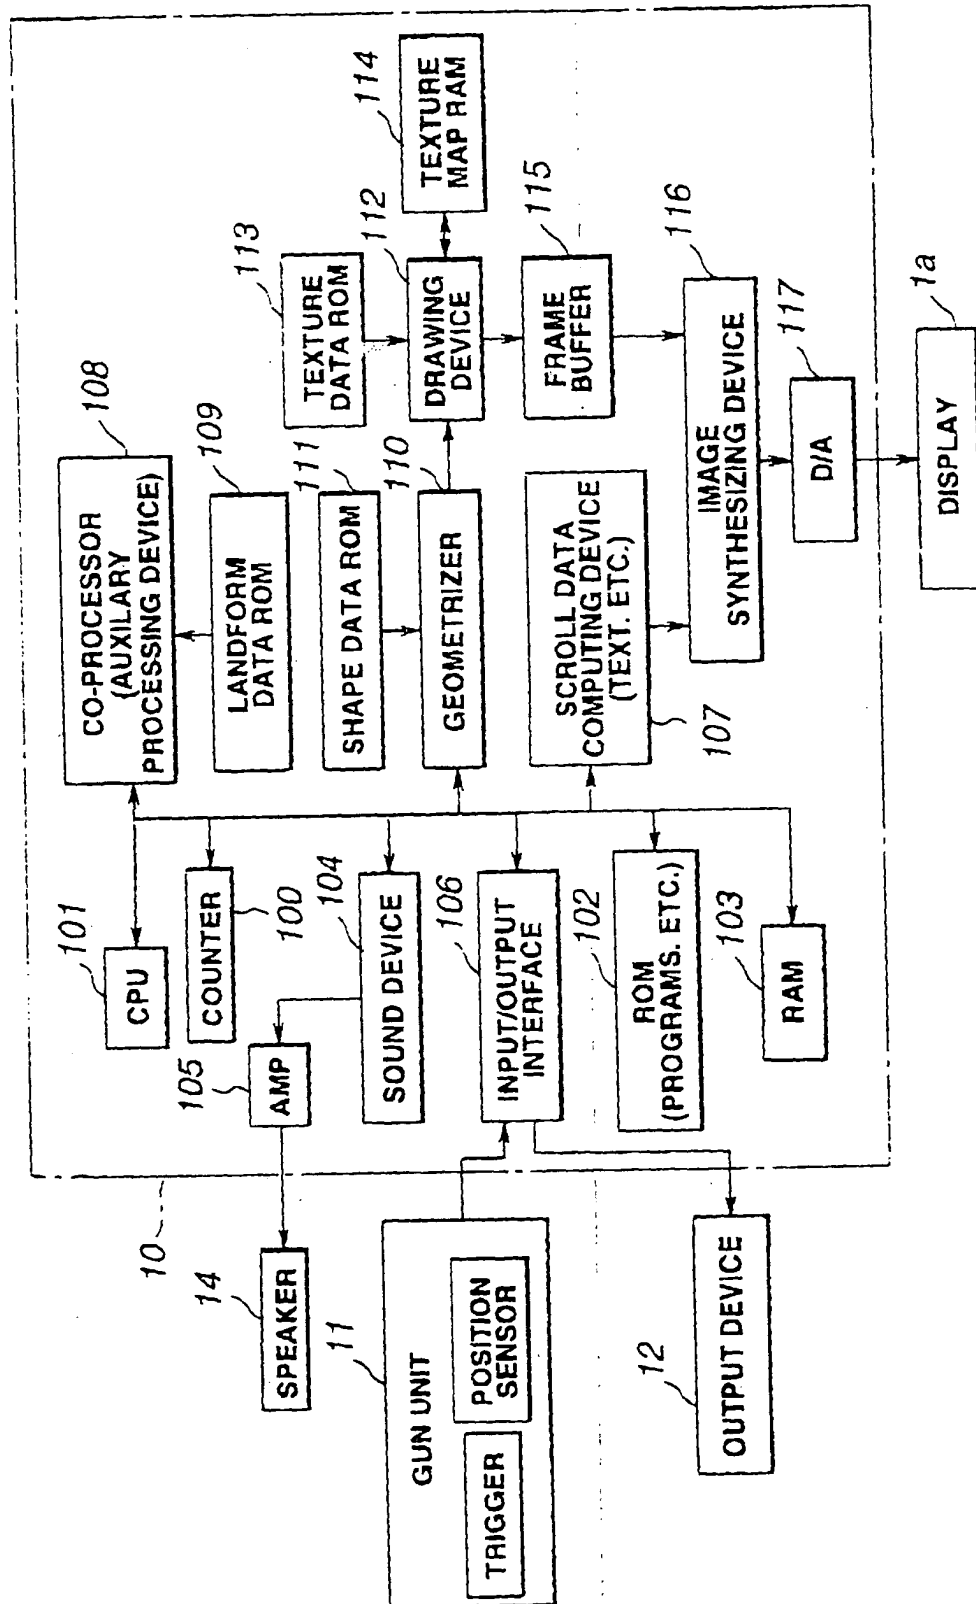 10
101
CPU
COUNTER
100
105
AMP
14
SPEAKER
104
SOUND DEVICE
11
GUN UNIT
TRIGGER
POSITION
SENSOR
106
INPUT/OUTPUT
INTERFACE
12
OUTPUT DEVICE
102
ROM
(PROGRAMS. ETC.)
103
RAM
108
CO-PROCESSOR
(AUXILARY
PROCESSING DEVICE)
109
LANDFORM
DATA ROM
111
SHAPE DATA ROM
110
GEOMETRIZER
113
TEXTURE
DATA ROM
112
DRAWING
DEVICE
114
TEXTURE
MAP RAM
115
FRAME
BUFFER
SCROLL DATA
COMPUTING DEVICE
(TEXT. ETC.)
107
116
IMAGE
SYNTHESIZING DEVICE
117
D/A
1a
DISPLAY